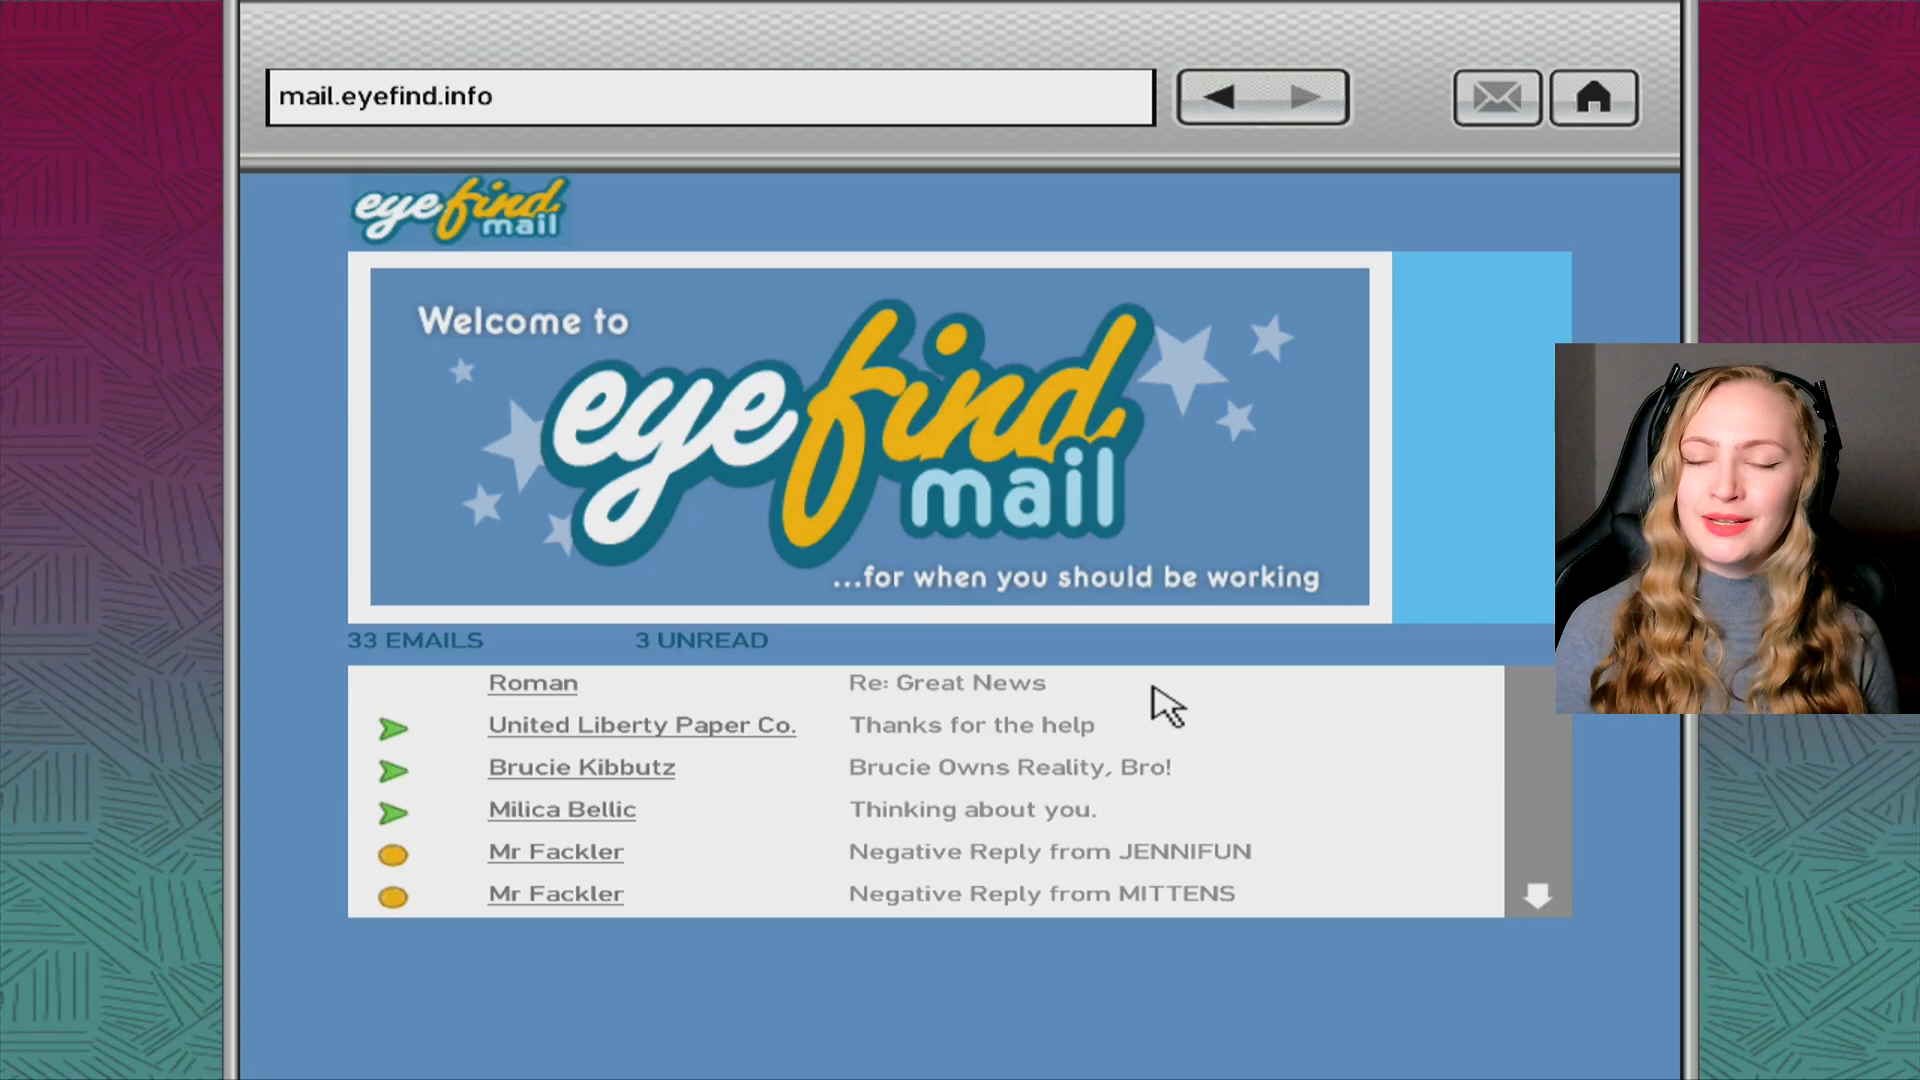 mail.eyefind.info
eyefind
mail
Welcome to
eyefind
mail
...for when you should be working
33 EMAILS 3 UNREAD
Roman Re: Great News
United Liberty Paper Co. Thanks for the help
Brucie Kibbutz Brucie Owns Reality, Bro!
Milica Bellic Thinking about you.
Mr Fackler Negative Reply from JENNIFUN
Mr Fackler Negative Reply from MITTENS